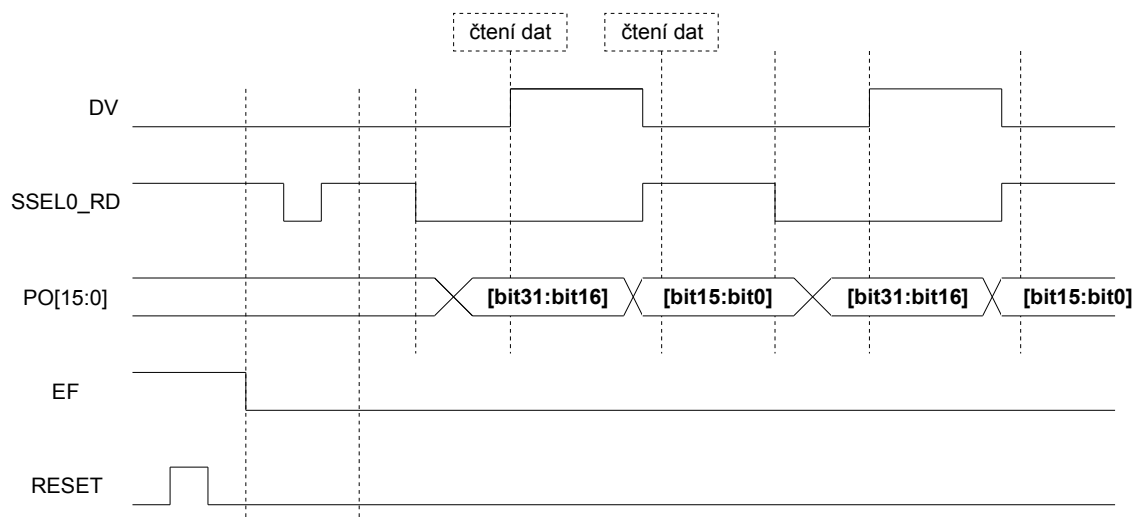 čtení dat čtení dat
DV
SSEL0_RD
PO[15:0] [bit31:bit16] [bit15:bit0] [bit31:bit16] [bit15:bit0]
EF
RESET